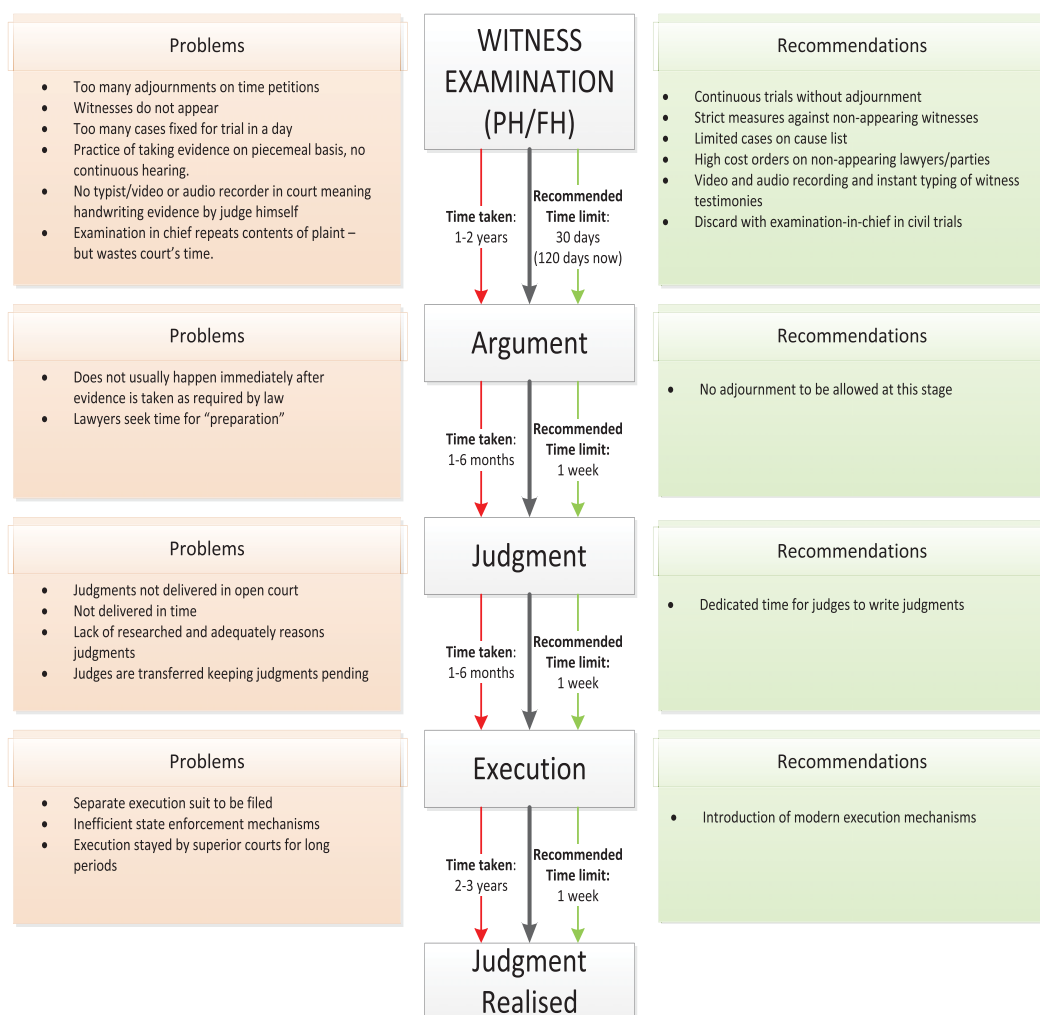 Problems
• Too many adjournments on time petitions
• Witnesses do not appear
• Too many cases fixed for trial in a day
• Practice of taking evidence on piecemeal basis, no
continuous hearing.
• No typist/video or audio recorder in court meaning
handwriting evidence by judge himself
• Examination in chief repeats contents of plaint –
but wastes court's time.
WITNESS
EXAMINATION
(PH/FH)
Time taken:
1-2 years
Recommended
Time limit:
30 days
(120 days now)
Recommendations
• Continuous trials without adjournment
• Strict measures against non-appearing witnesses
• Limited cases on cause list
• High cost orders on non-appearing lawyers/parties
• Video and audio recording and instant typing of witness
testimonies
• Discard with examination-in-chief in civil trials
Problems
• Does not usually happen immediately after
evidence is taken as required by law
• Lawyers seek time for “preparation”
Argument
Time taken:
1-6 months
Recommended
Time limit:
1 week
Recommendations
• No adjournment to be allowed at this stage
Problems
• Judgments not delivered in open court
• Not delivered in time
• Lack of researched and adequately reasons
judgments
• Judges are transferred keeping judgments pending
Judgment
Time taken:
1-6 months
Recommended
Time limit:
1 week
Recommendations
• Dedicated time for judges to write judgments
Problems
• Separate execution suit to be filed
• Inefficient state enforcement mechanisms
• Execution stayed by superior courts for long
periods
Execution
Time taken:
2-3 years
Recommended
Time limit:
1 week
Recommendations
• Introduction of modern execution mechanisms
Judgment
Realised